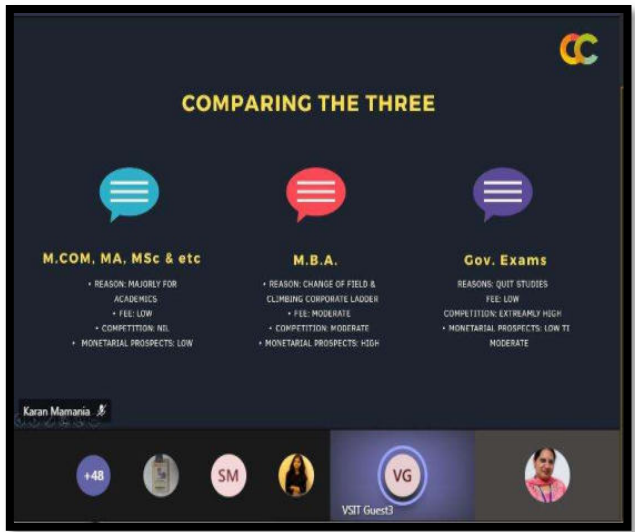 COMPARING THE THREE
M.COM, MA, MSc & etc
• REASON: MAJORLY FOR
ACADEMICS
• FEE: LOW
• COMPETITION: NIL
• MONETARIAL PROSPECTS: LOW
M.B.A.
• REASON: CHANGE OF FIELD &
CLIMBING CORPORATE LADDER
• FEE: MODERATE
• COMPETITION: MODERATE
• MONETARIAL PROSPECTS: HIGH
Gov. Exams
REASONS: QUIT STUDIES
FEE: LOW
COMPETITION: EXTREAMLY HIGH
• MONETARIAL PROSPECTS: LOW TI
MODERATE
Karan Mamania
+48
SM
VG
VSIT Guest3